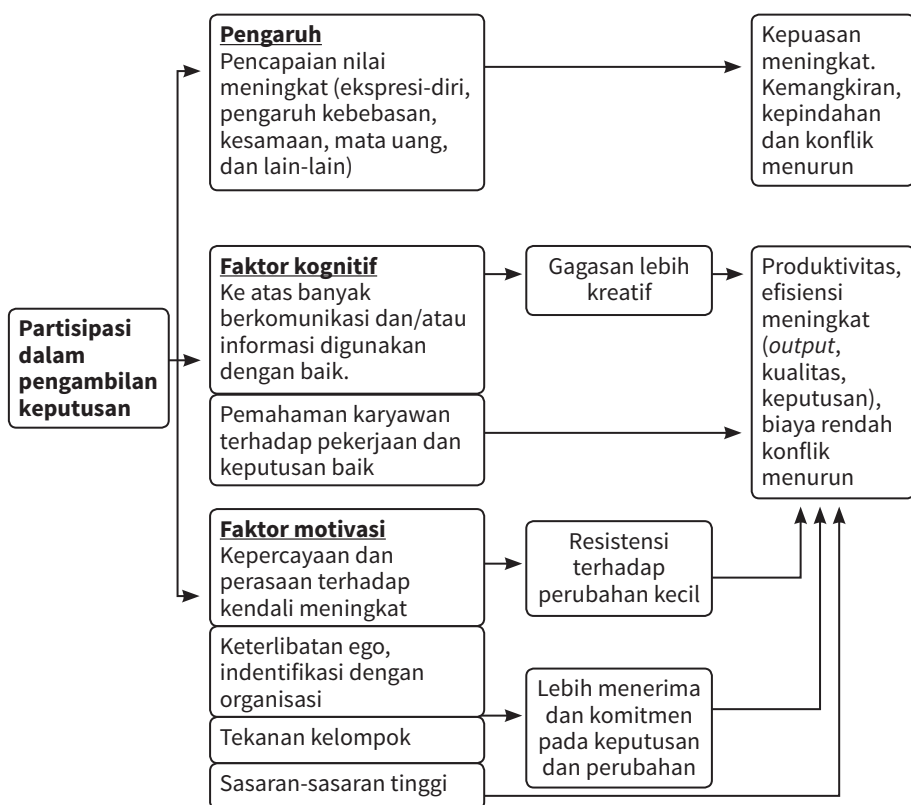 Partisipasi
dalam
pengambilan
keputusan
Pengaruh
Pencapaian nilai
meningkat (ekspresi-diri,
pengaruh kebebasan,
kesamaan, mata uang,
dan lain-lain)
Kepuasan
meningkat.
Kemangkiran,
kepindahan
dan konflik
menurun
Faktor kognitif
Ke atas banyak
berkomunikasi dan/atau
informasi digunakan
dengan baik.
Pemahaman karyawan
terhadap pekerjaan dan
keputusan baik
Gagasan lebih
kreatif
Produktivitas,
efisiensi
meningkat
(output,
kualitas,
keputusan),
biaya rendah
konflik
menurun
Faktor motivasi
Kepercayaan dan
perasaan terhadap
kendali meningkat
Keterlibatan ego,
indentifikasi dengan
organisasi
Tekanan kelompok
Sasaran-sasaran tinggi
Resistensi
terhadap
perubahan kecil
Lebih menerima
dan komitmen
pada keputusan
dan perubahan